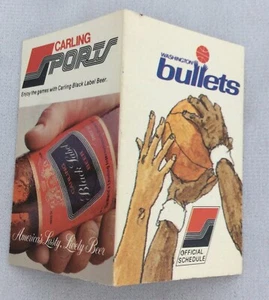 CARLING
SPORTS
Enjoy the games with Carling Black Label Beer.
Black Label
BEER
America's Lusty, Lively Beer
WASHINGTON
bullets
OFFICIAL
SCHEDULE